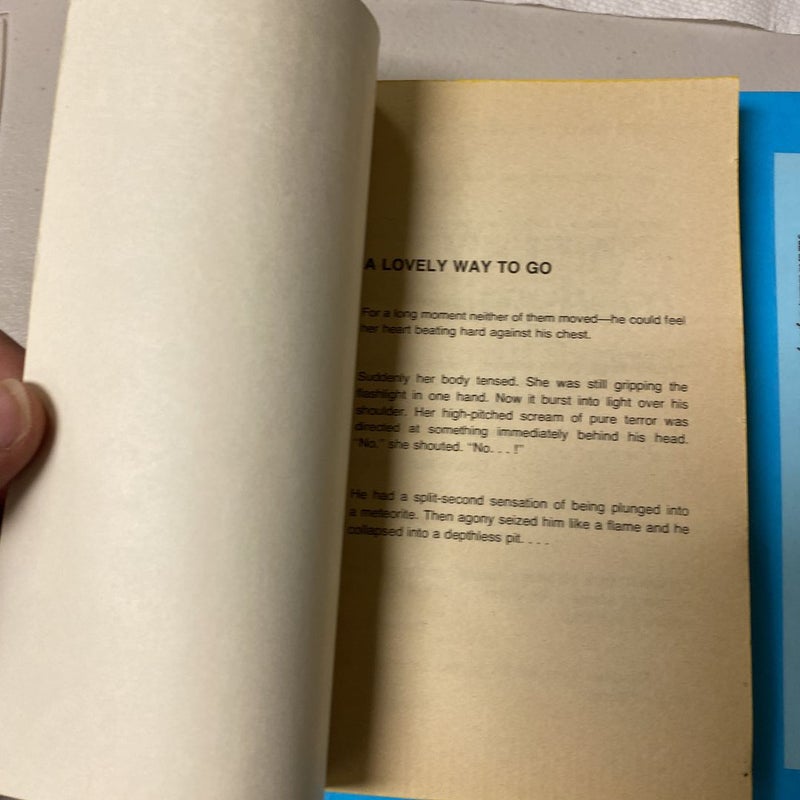 A LOVELY WAY TO GO
For a long moment neither of them moved—he could feel
her heart beating hard against his chest.
Suddenly her body tensed. She was still gripping the
flashlight in one hand. Now it burst into light over his
shoulder. Her high-pitched scream of pure terror was
directed at something immediately behind his head.
"No," she shouted. "No. . . !"
He had a split-second sensation of being plunged into
a meteorite. Then agony seized him like a flame and he
collapsed into a depthless pit. . . .